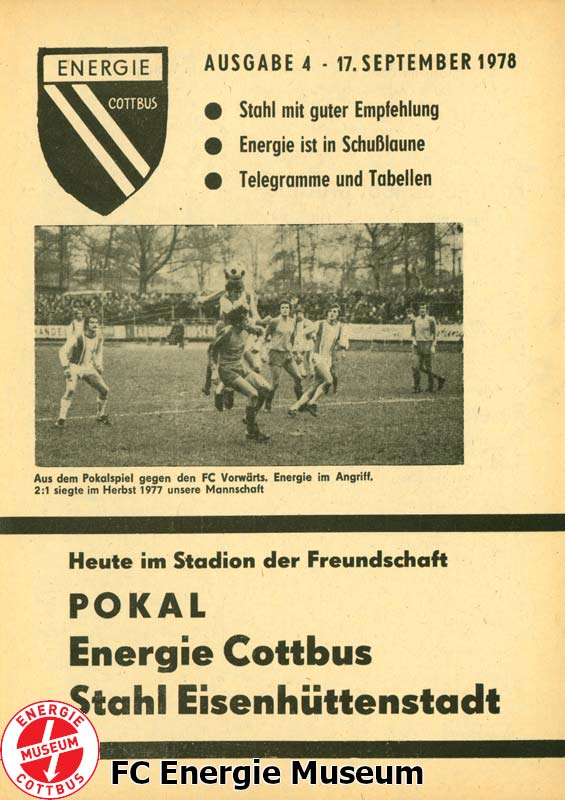 ENERGIE
COTTBUS
AUSGABE 4 - 17. SEPTEMBER 1978
● Stahl mit guter Empfehlung
● Energie ist in Schußlaune
● Telegramme und Tabellen
Aus dem Pokalspiel gegen den FC Vorwärts. Energie im Angriff.
2:1 siegte im Herbst 1977 unsere Mannschaft
Heute im Stadion der Freundschaft
POKAL
Energie Cottbus
Stahl Eisenhüttenstadt
ENERGIE
MUSEUM
COTTBUS
FC Energie Museum